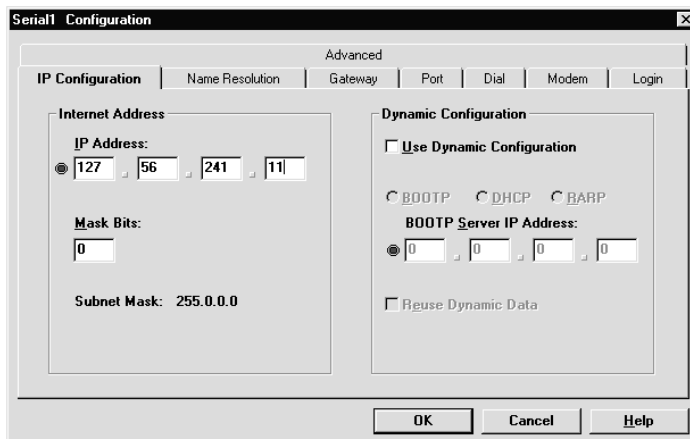 Serial1 Configuration
Advanced
IP Configuration
Name Resolution
Gateway
Port
Dial
Modem
Login
Internet Address
IP Address:
127 . 56 . 241 . 11
Mask Bits:
0
Subnet Mask: 255.0.0.0
Dynamic Configuration
Use Dynamic Configuration
BOOTP DHCP RARP
BOOTP Server IP Address:
0 . 0 . 0 . 0
Reuse Dynamic Data
OK
Cancel
Help